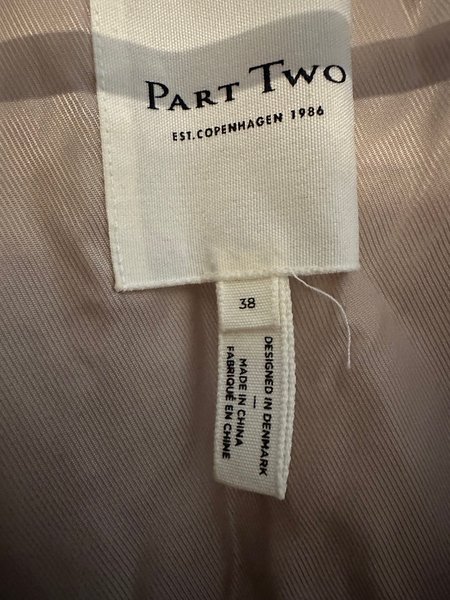 PART TWO
EST.COPENHAGEN 1986
38
DESIGNED IN DENMARK
—
MADE IN CHINA
FABRIQUÉ EN CHINE